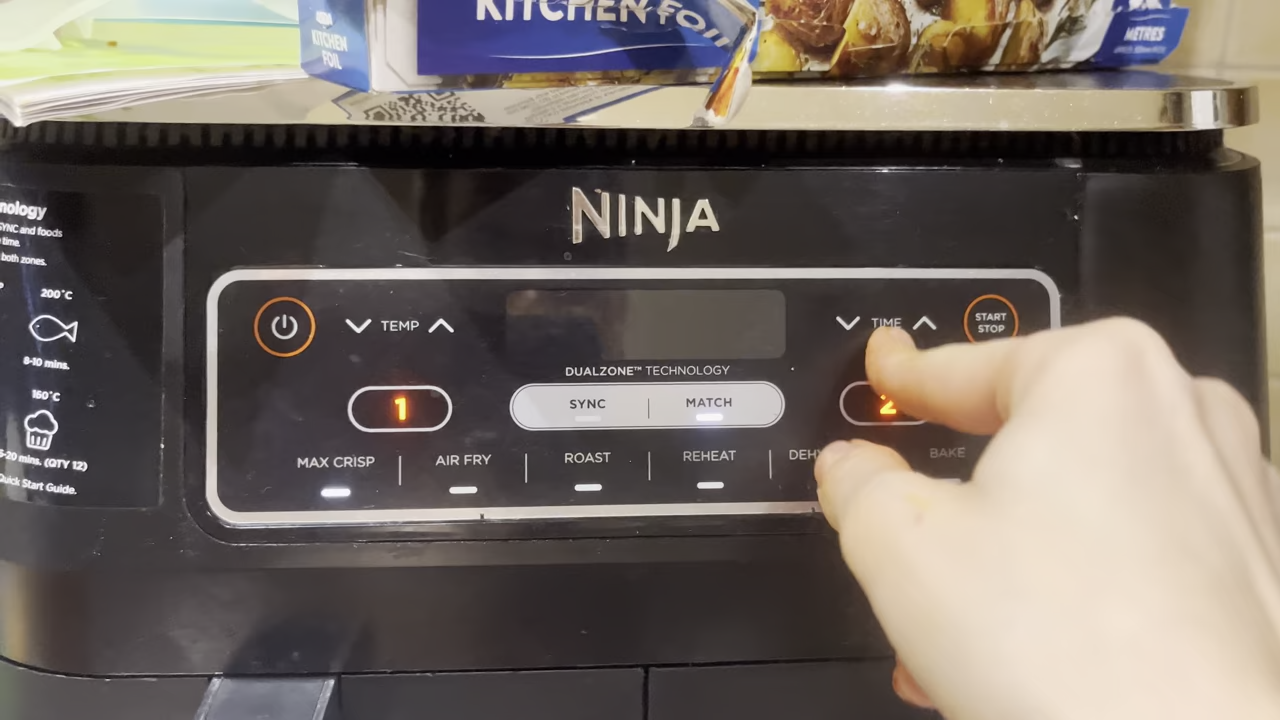 KITCHEN FOIL
KITCHEN
FOIL
METRES
NINJA
nology
SYNC and foods
time.
both zones.
200°C
8-10 mins.
160°C
-20 mins. (QTY 12)
Quick Start Guide.
TEMP
TIME
START
STOP
DUALZONE™ TECHNOLOGY
1
SYNC
MATCH
2
MAX CRISP
AIR FRY
ROAST
REHEAT
DEHY
BAKE